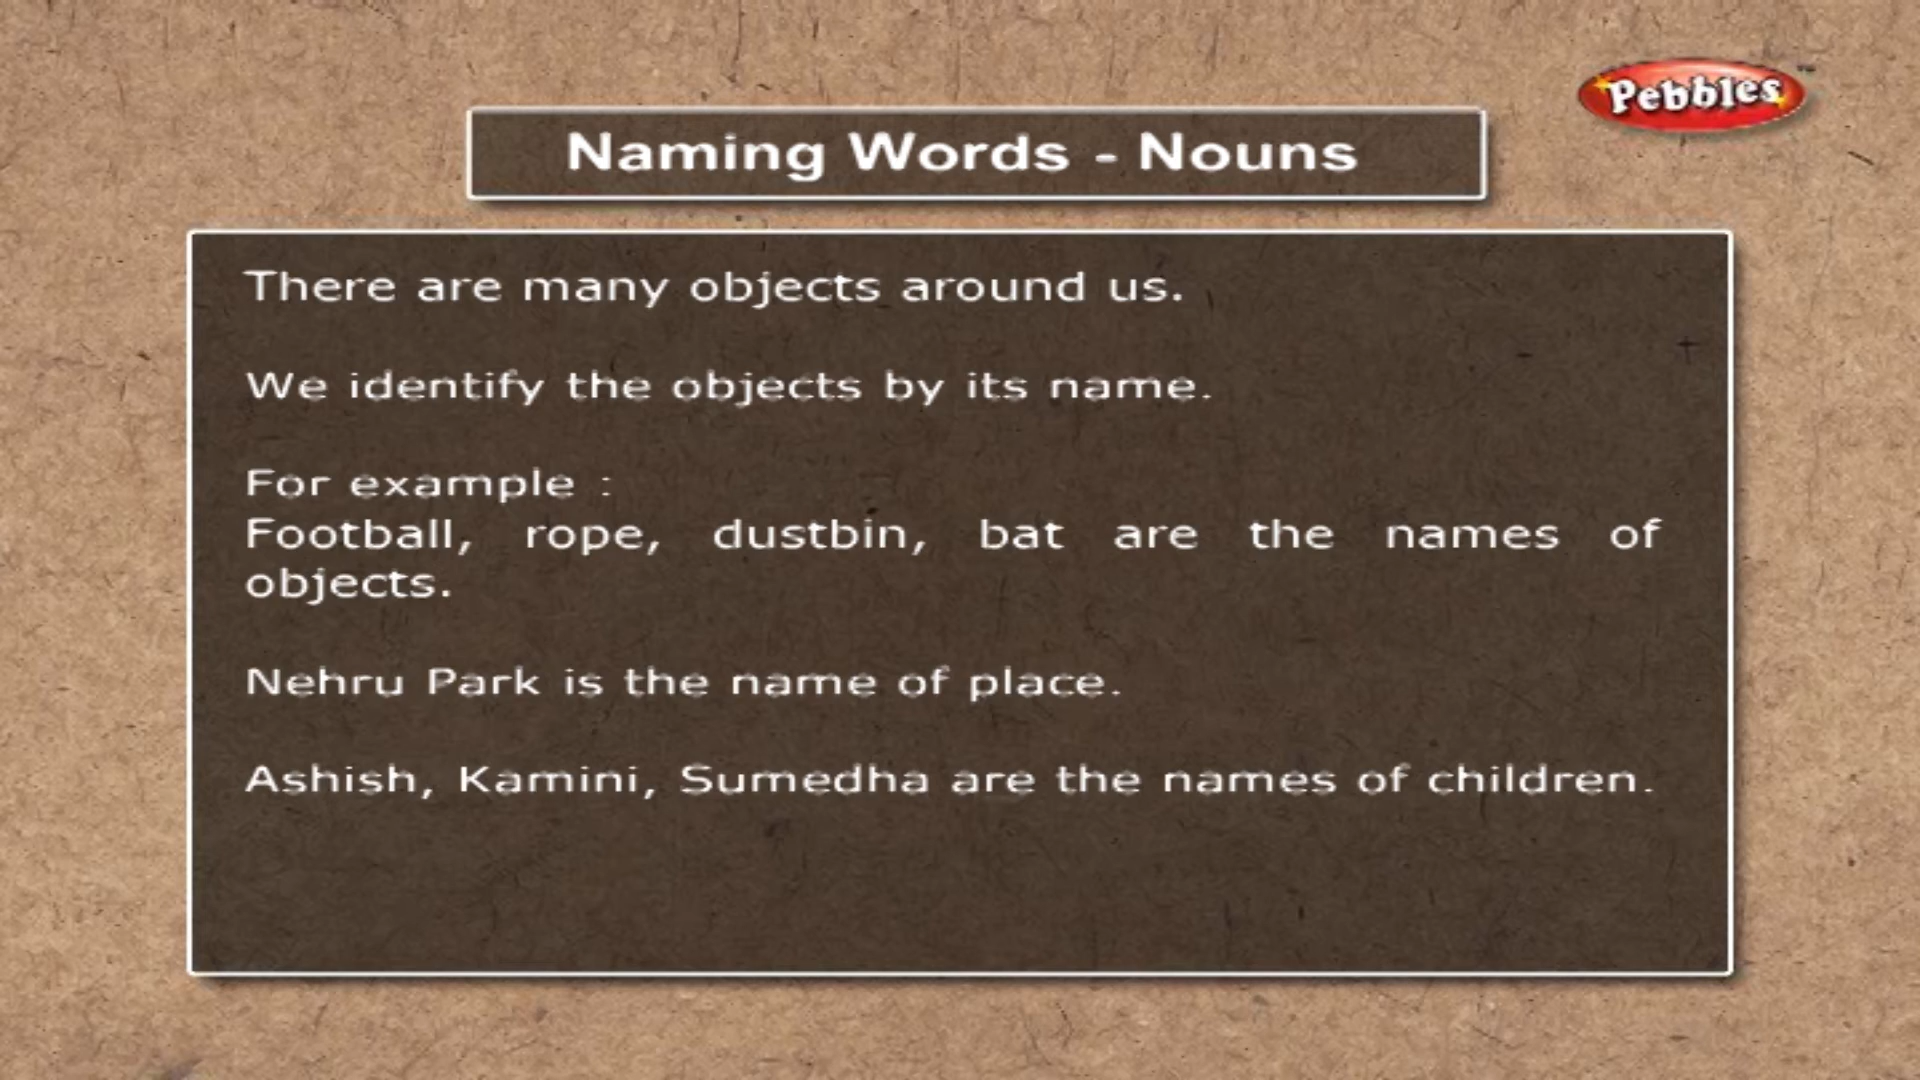 Pebbles
Naming Words - Nouns
There are many objects around us.
We identify the objects by its name.
For example :
Football, rope, dustbin, bat are the names of
objects.
Nehru Park is the name of place.
Ashish, Kamini, Sumedha are the names of children.